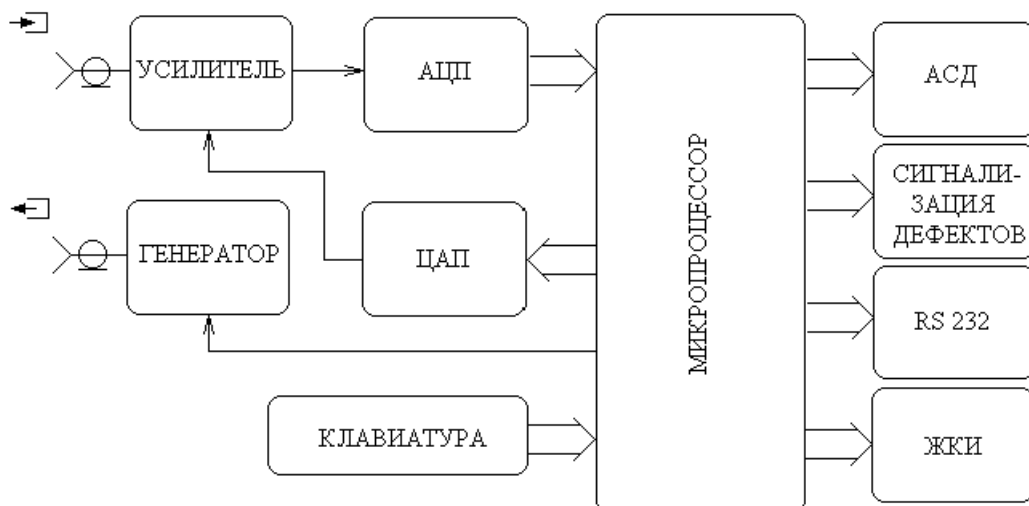 УСИЛИТЕЛЬ
АЦП
АСД
СИГНАЛИ-
ЗАЦИЯ
ДЕФЕКТОВ
ГЕНЕРАТОР
ЦАП
МИКРОПРОЦЕССОР
RS 232
КЛАВИАТУРА
ЖКИ